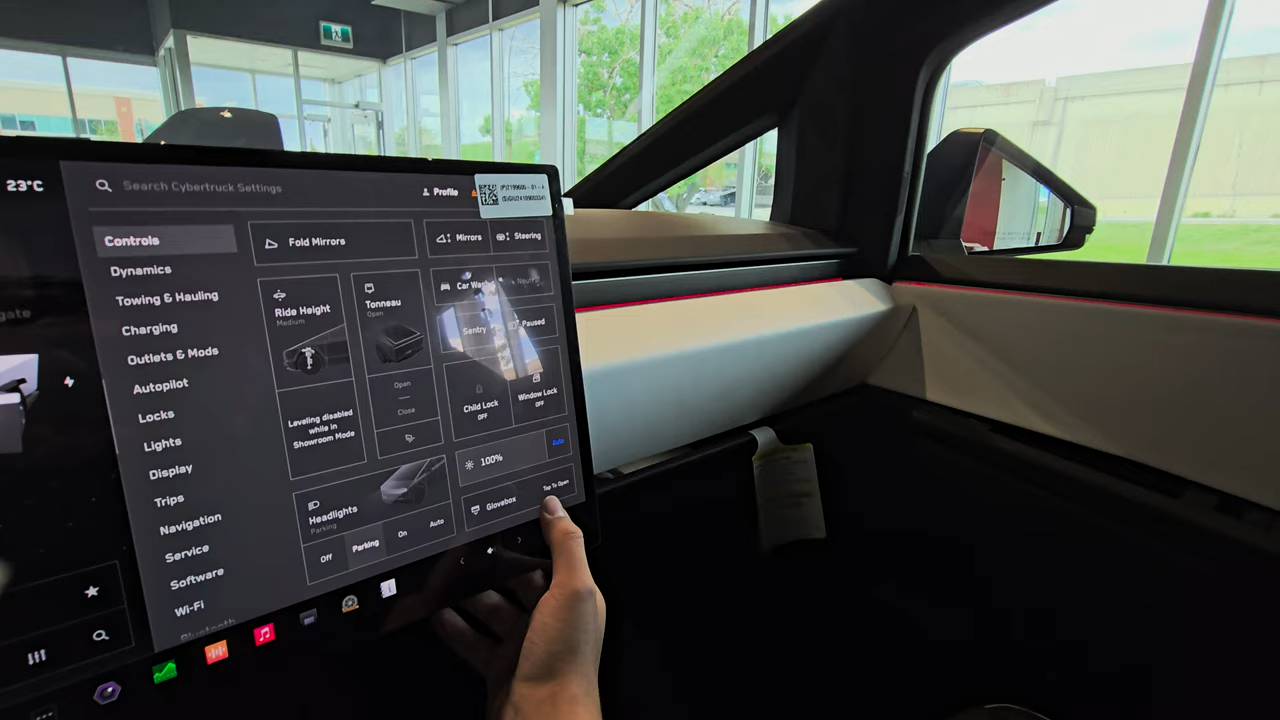 23°C
Search Cybertruck Settings
Profile
Controls
Dynamics
Towing & Hauling
Charging
Outlets & Mods
Autopilot
Locks
Lights
Display
Trips
Navigation
Service
Software
Wi-Fi
Bluetooth
Fold Mirrors
Mirrors
Steering
Ride Height
Medium
Leveling disabled
while in
Showroom Mode
Tonneau
Open
Open
Close
Car Wash
Neutral
Sentry
Paused
Child Lock
OFF
Window Lock
OFF
100%
Auto
Headlights
Parking
Off
Parking
On
Auto
Glovebox
Tap To Open